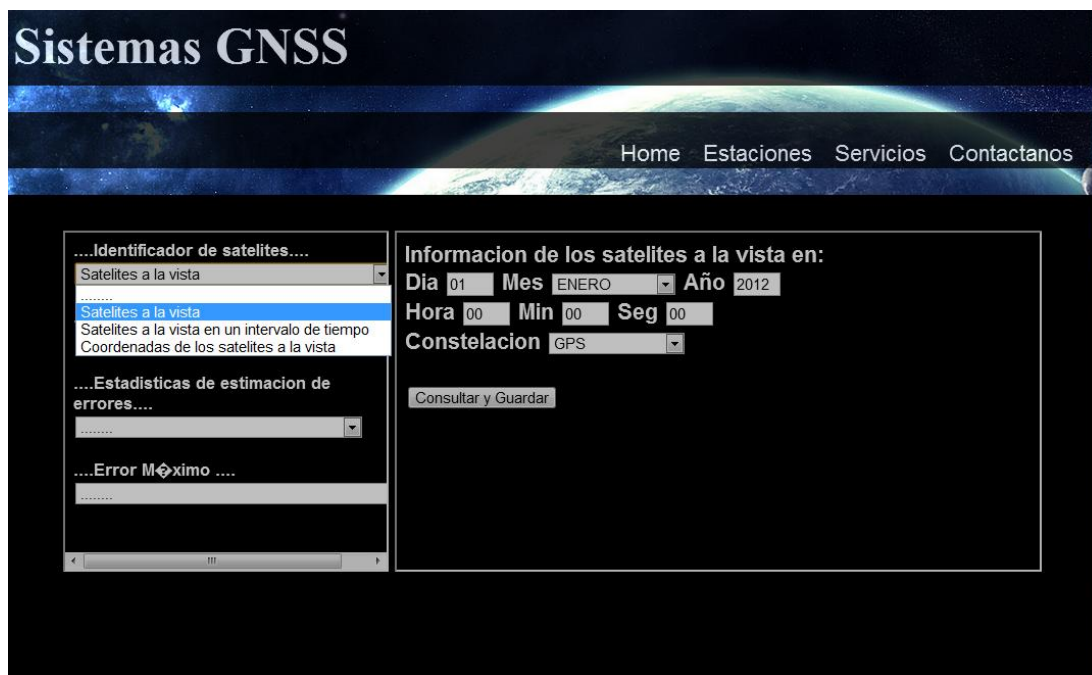 Sistemas GNSS
Home Estaciones Servicios Contactanos
....Identificador de satelites....
Satelites a la vista
........
Satelites a la vista
Satelites a la vista en un intervalo de tiempo
Coordenadas de los satelites a la vista
....Estadisticas de estimacion de
errores....
........
....Error M�ximo ....
........
Informacion de los satelites a la vista en:
Dia 01 Mes ENERO Año 2012
Hora 00 Min 00 Seg 00
Constelacion GPS
Consultar y Guardar